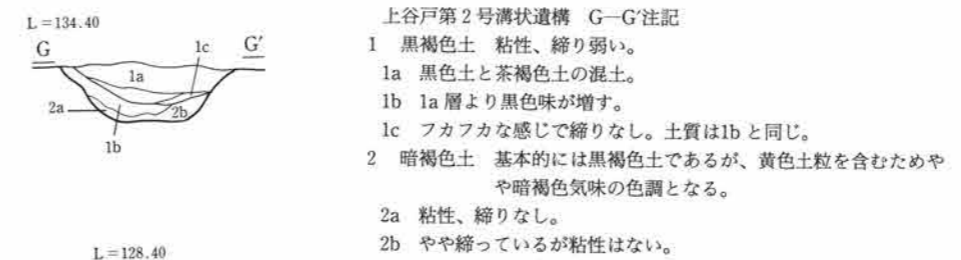 L=134.40
G
G′
1c
1a
2a
2b
1b
L=128.40
上谷戸第2号溝状遺構 G―G′注記
1 黒褐色土 粘性、締り弱い。
1a 黒色土と茶褐色土の混土。
1b 1a層より黒色味が増す。
1c フカフカな感じで締りなし。土質は1bと同じ。
2 暗褐色土 基本的には黒褐色土であるが、黄色土粒を含むためや
や暗褐色気味の色調となる。
2a 粘性、締りなし。
2b やや締っているが粘性はない。